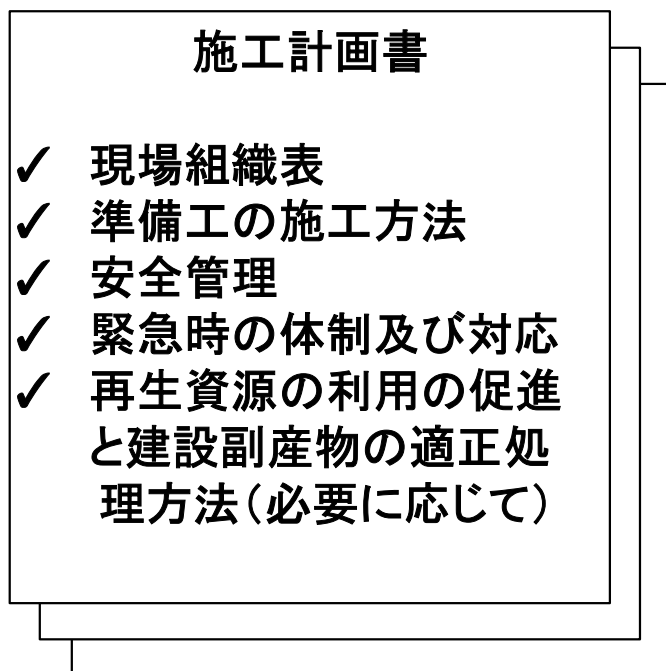 施工計画書
✓ 現場組織表
✓ 準備工の施工方法
✓ 安全管理
✓ 緊急時の体制及び対応
✓ 再生資源の利用の促進
と建設副産物の適正処
理方法(必要に応じて)